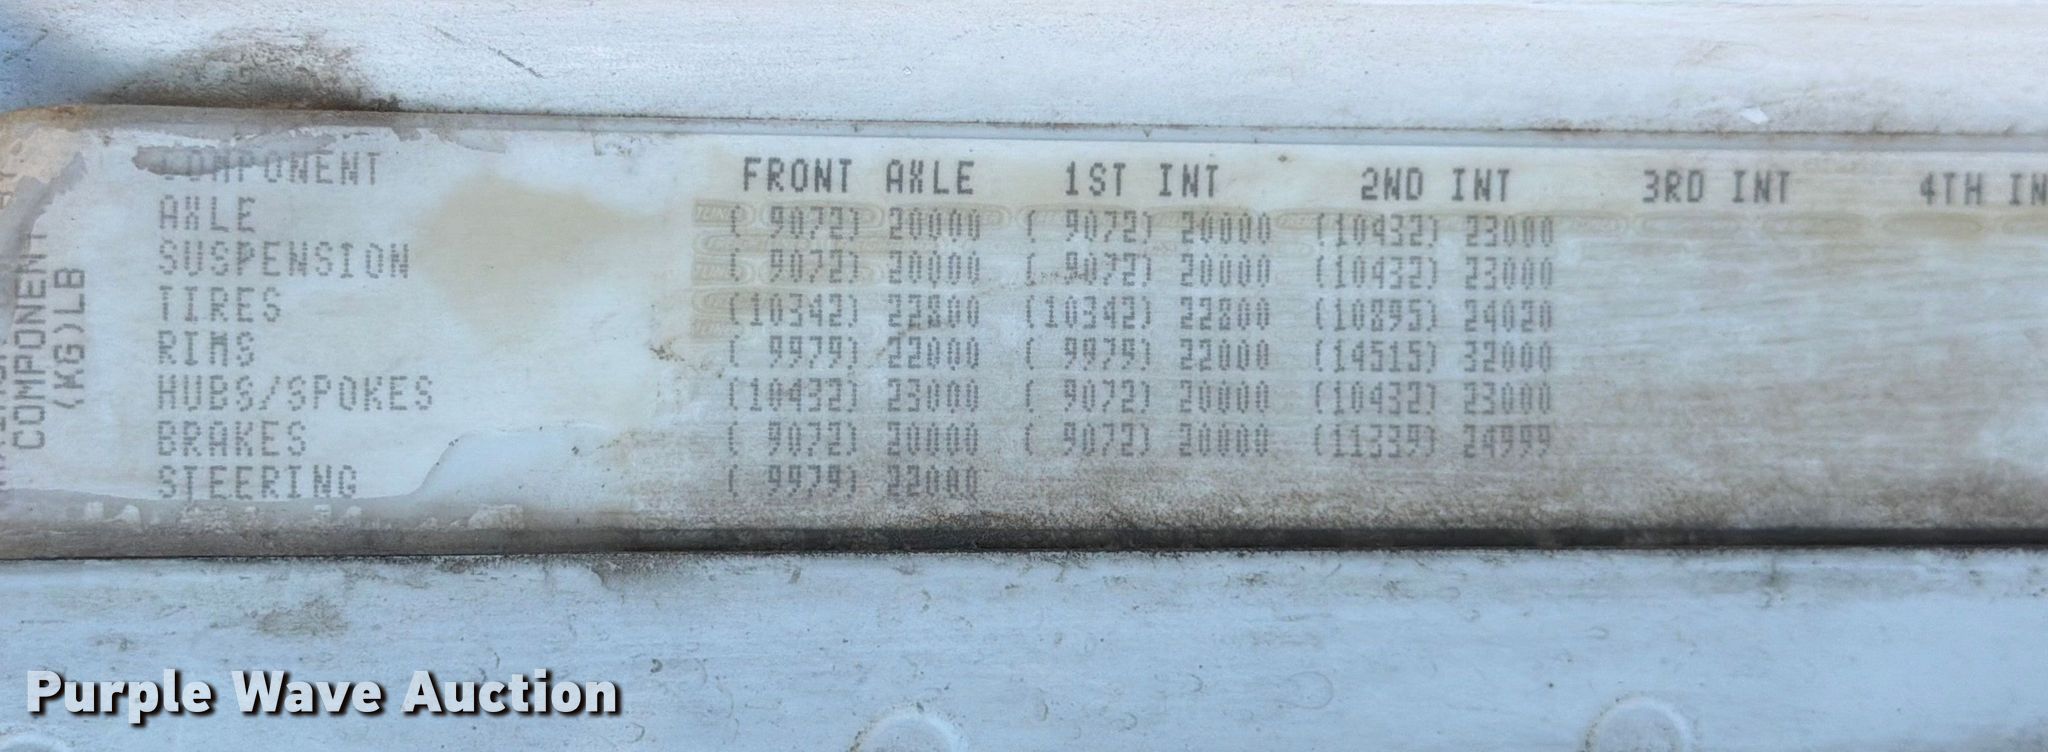 COMPONENT FRONT AXLE 1ST INT 2ND INT 3RD INT 4TH IN
AXLE ( 9072) 20000 ( 9072) 20000 (10432) 23000
SUSPENSION ( 9072) 20000 ( 9072) 20000 (10432) 23000
TIRES (10342) 22800 (10342) 22800 (10895) 24020
RIMS ( 9979) 22000 ( 9979) 22000 (14515) 32000
HUBS/SPOKES (10432) 23000 ( 9072) 20000 (10432) 23000
BRAKES ( 9072) 20000 ( 9072) 20000 (11339) 24999
STEERING ( 9979) 22000
COMPONENT
(KG)LB
Purple Wave Auction